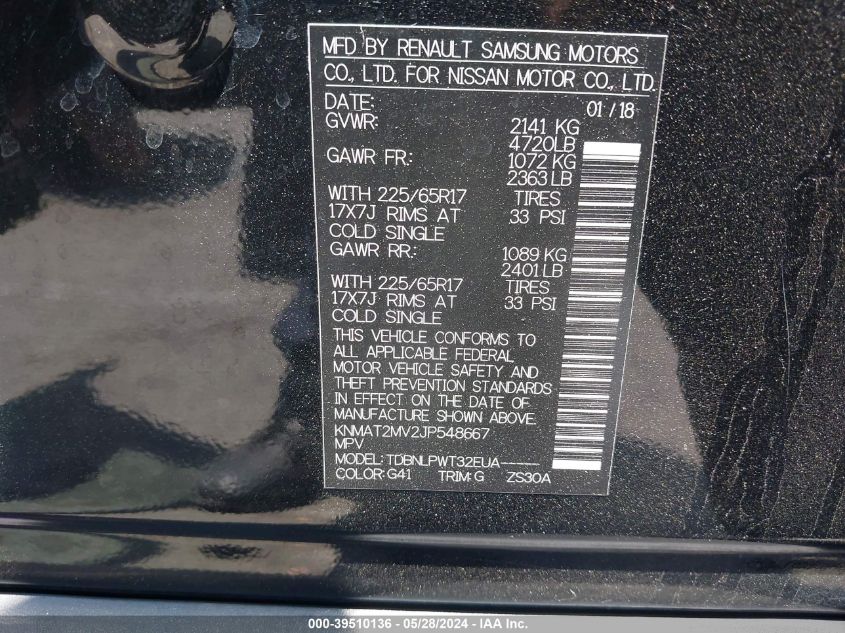 MFD BY RENAULT SAMSUNG MOTORS
CO., LTD. FOR NISSAN MOTOR CO., LTD.
DATE: 01 / 18
GVWR: 2141 KG
4720LB
GAWR FR.: 1072 KG
2363 LB
WITH 225/65R17 TIRES
17X7J RIMS AT 33 PSI
COLD SINGLE
GAWR RR.: 1089 KG
2401 LB
WITH 225/65R17 TIRES
17X7J RIMS AT 33 PSI
COLD SINGLE
THIS VEHICLE CONFORMS TO
ALL APPLICABLE FEDERAL
MOTOR VEHICLE SAFETY AND
THEFT PREVENTION STANDARDS
IN EFFECT ON THE DATE OF
MANUFACTURE SHOWN ABOVE.
KNMAT2MV2JP548667
MPV
MODEL: TDBNLPWT32EUA-----
COLOR: G41 TRIM: G ZS30A
000-39510136 - 05/28/2024 - IAA Inc.